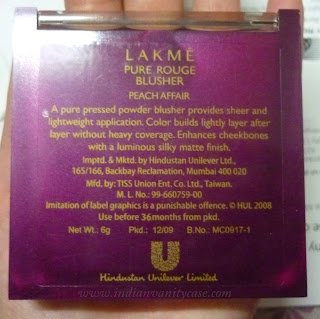 LAKMÉ
PURE ROUGE
BLUSHER
PEACH AFFAIR
A pure pressed powder blusher provides sheer and
lightweight application. Color builds lightly layer after
layer without heavy coverage. Enhances cheekbones
with a luminous silky matte finish.
Imptd. & Mktd. by Hindustan Unilever Ltd.,
165/166, Backbay Reclamation, Mumbai 400 020
Mfd. by: TISS Union Ent. Co. Ltd., Taiwan.
M. L. No.: 99-660759-00
Imitation of label graphics is a punishable offence. © HUL 2008
Use before 36 months from pkd.
Net Wt.: 6g Pkd.: 12/09 B.No.: MC0917-1
Hindustan Unilever Limited
www.indianvanitycase.com